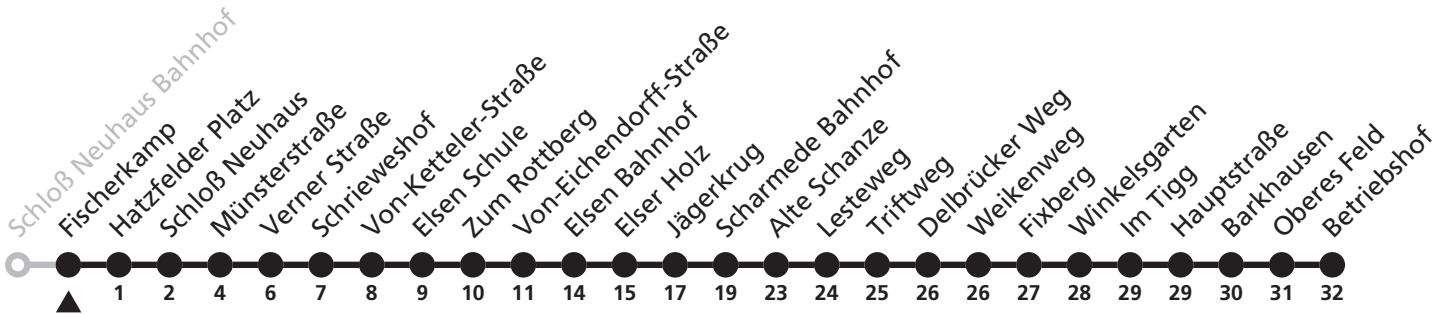 Schloß Neuhaus Bahnhof
Fischerkamp
Hatzfelder Platz
Schloß Neuhaus
Münsterstraße
Verner Straße
Schrieweshof
Von-Ketteler-Straße
Elsen Schule
Zum Rottberg
Von-Eichendorff-Straße
Elsen Bahnhof
Elser Holz
Jägerkrug
Scharmede Bahnhof
Alte Schanze
Lesteweg
Triftweg
Delbrücker Weg
Weikenweg
Fixberg
Winkelsgarten
Im Tigg
Hauptstraße
Barkhausen
Oberes Feld
Betriebshof
1 2 4 6 7 8 9 10 11 14 15 17 19 23 24 25 26 26 27 28 29 29 30 31 32